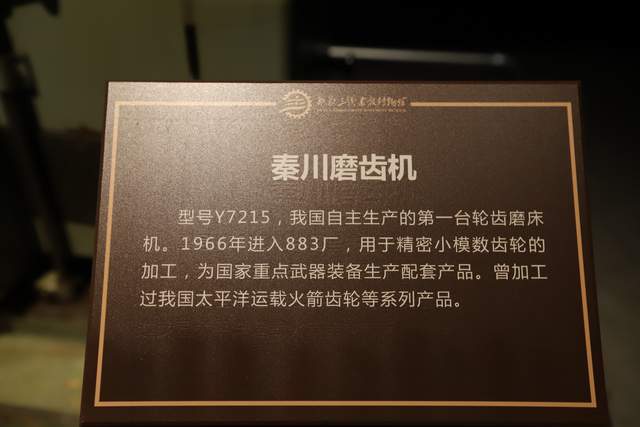 秦川磨齿机
型号Y7215，我国自主生产的第一台轮齿磨床
机。1966年进入883厂，用于精密小模数齿轮的
加工，为国家重点武器装备生产配套产品。曾加工
过我国太平洋运载火箭齿轮等系列产品。